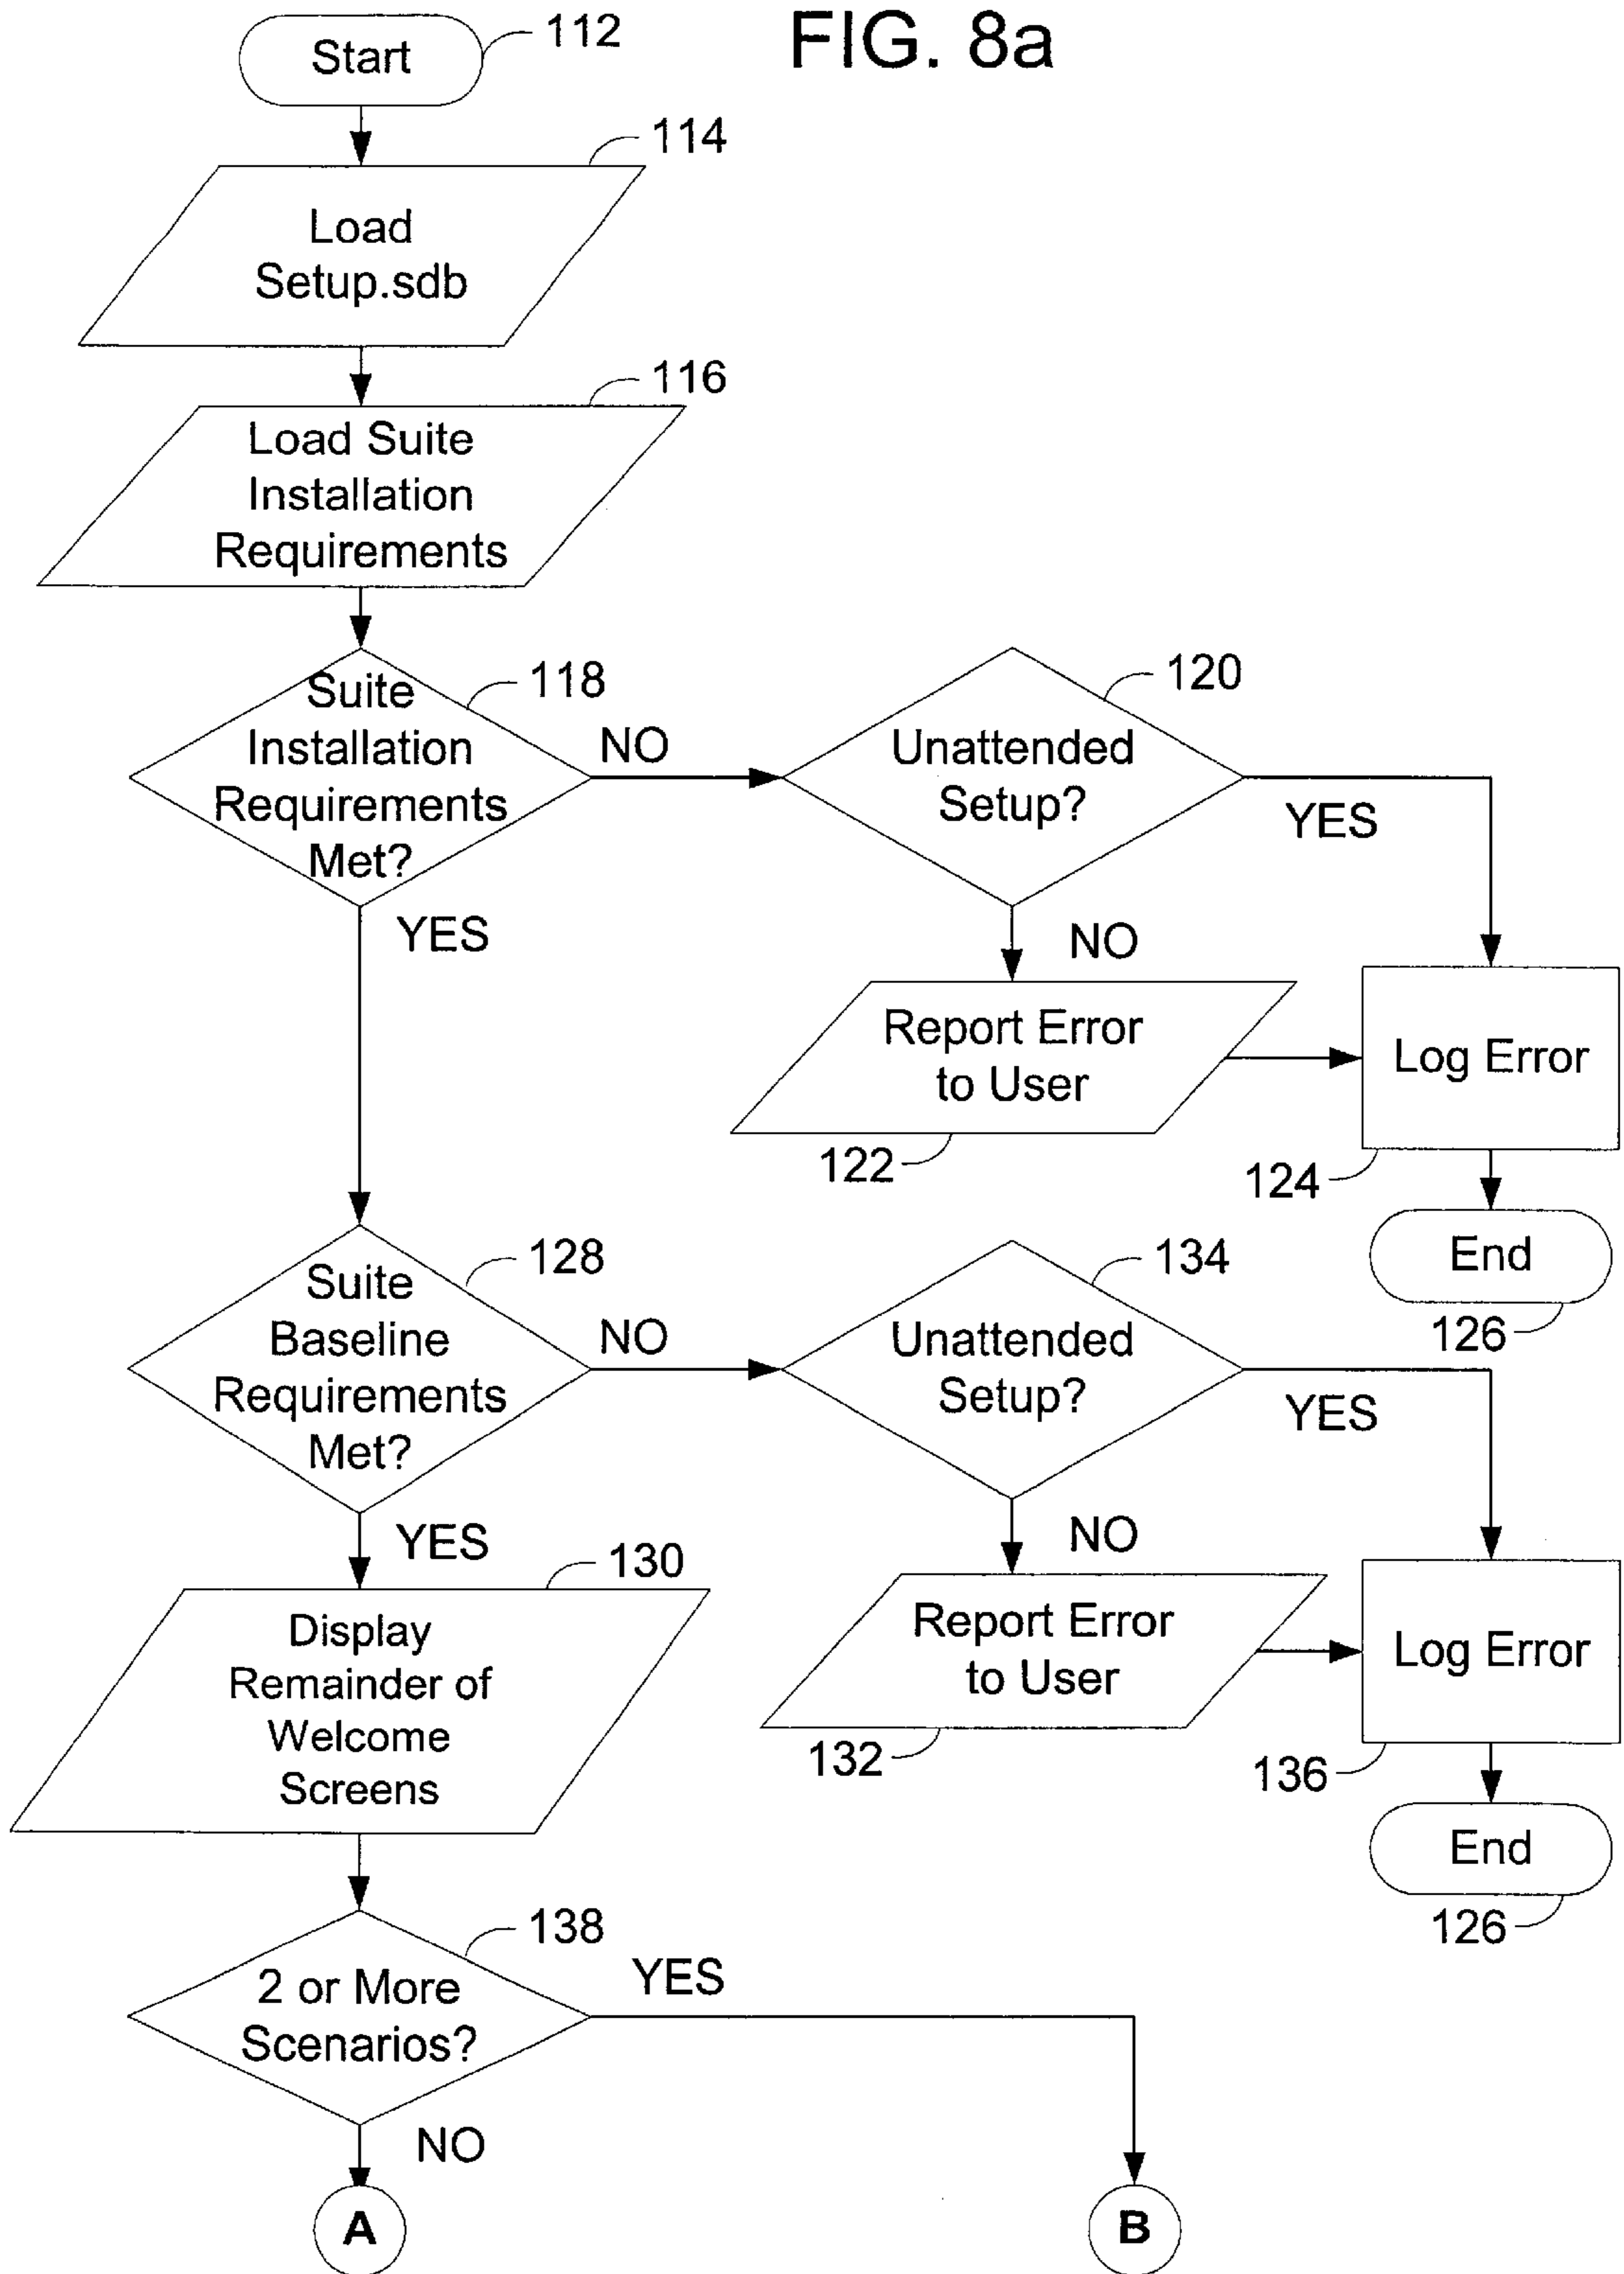 FIG. 8a
Start
112
114
Load
Setup.sdb
116
Load Suite
Installation
Requirements
118
Suite
Installation
Requirements
Met?
NO
YES
120
Unattended
Setup?
YES
NO
Report Error
to User
122
Log Error
124
End
126
128
Suite
Baseline
Requirements
Met?
NO
YES
134
Unattended
Setup?
YES
NO
Report Error
to User
132
Log Error
136
End
126
130
Display
Remainder of
Welcome
Screens
138
2 or More
Scenarios?
YES
NO
A
B